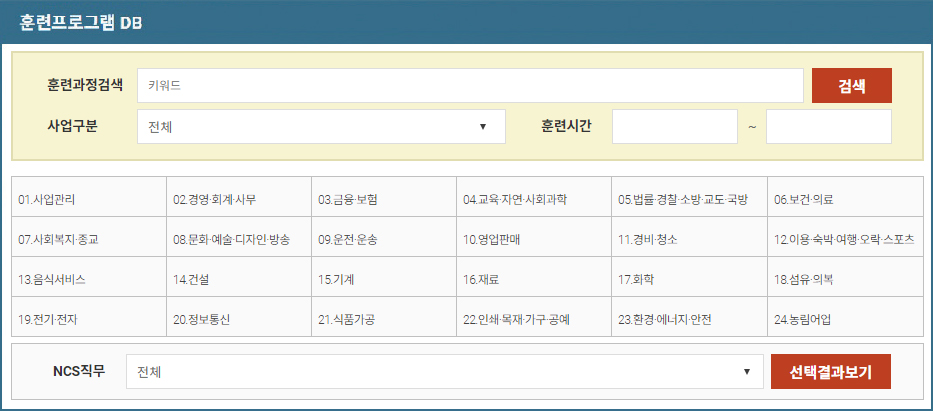 훈련프로그램 DB
훈련과정검색 키워드 검색
사업구분 전체 ▼ 훈련시간 ~
01.사업관리 02.경영·회계·사무 03.금융·보험 04.교육·자연·사회과학 05.법률·경찰·소방·교도·국방 06.보건·의료
07.사회복지·종교 08.문화·예술·디자인·방송 09.운전·운송 10.영업판매 11.경비·청소 12.이용·숙박·여행·오락·스포츠
13.음식서비스 14.건설 15.기계 16.재료 17.화학 18.섬유·의복
19.전기·전자 20.정보통신 21.식품가공 22.인쇄·목재·가구·공예 23.환경·에너지·안전 24.농림어업
NCS직무 전체 ▼ 선택결과보기